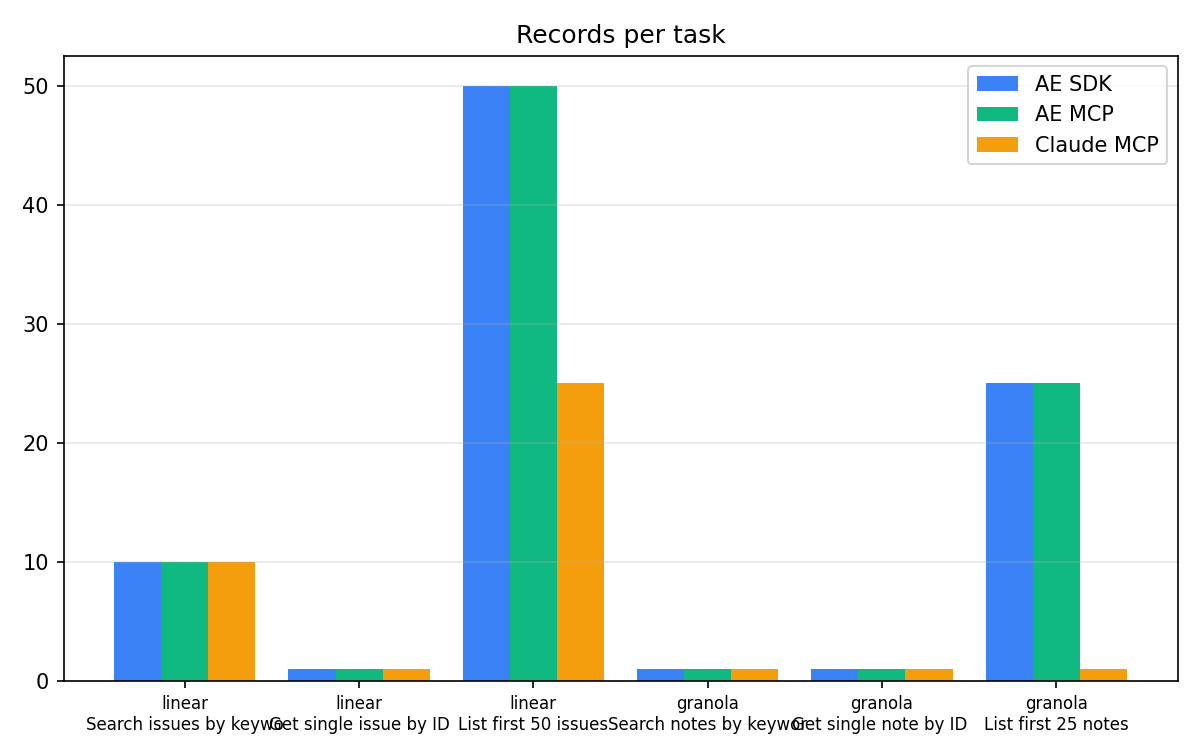 Records per task
AE SDK
AE MCP
Claude MCP
50
40
30
20
10
0
linear
Search issues by keywo
linear
Get single issue by ID
linear
List first 50 issues
granola
Search notes by keywor
granola
Get single note by ID
granola
List first 25 notes